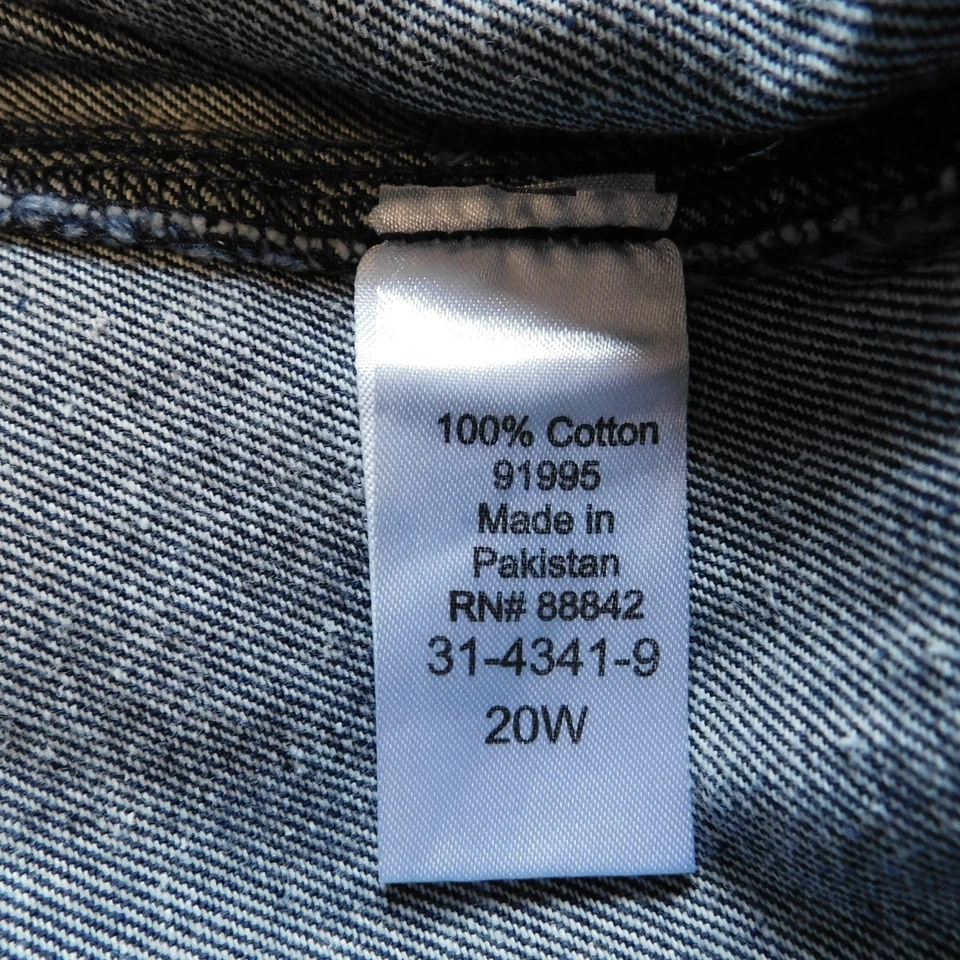 100% Cotton
91995
Made in
Pakistan
RN# 88842
31-4341-9
20W